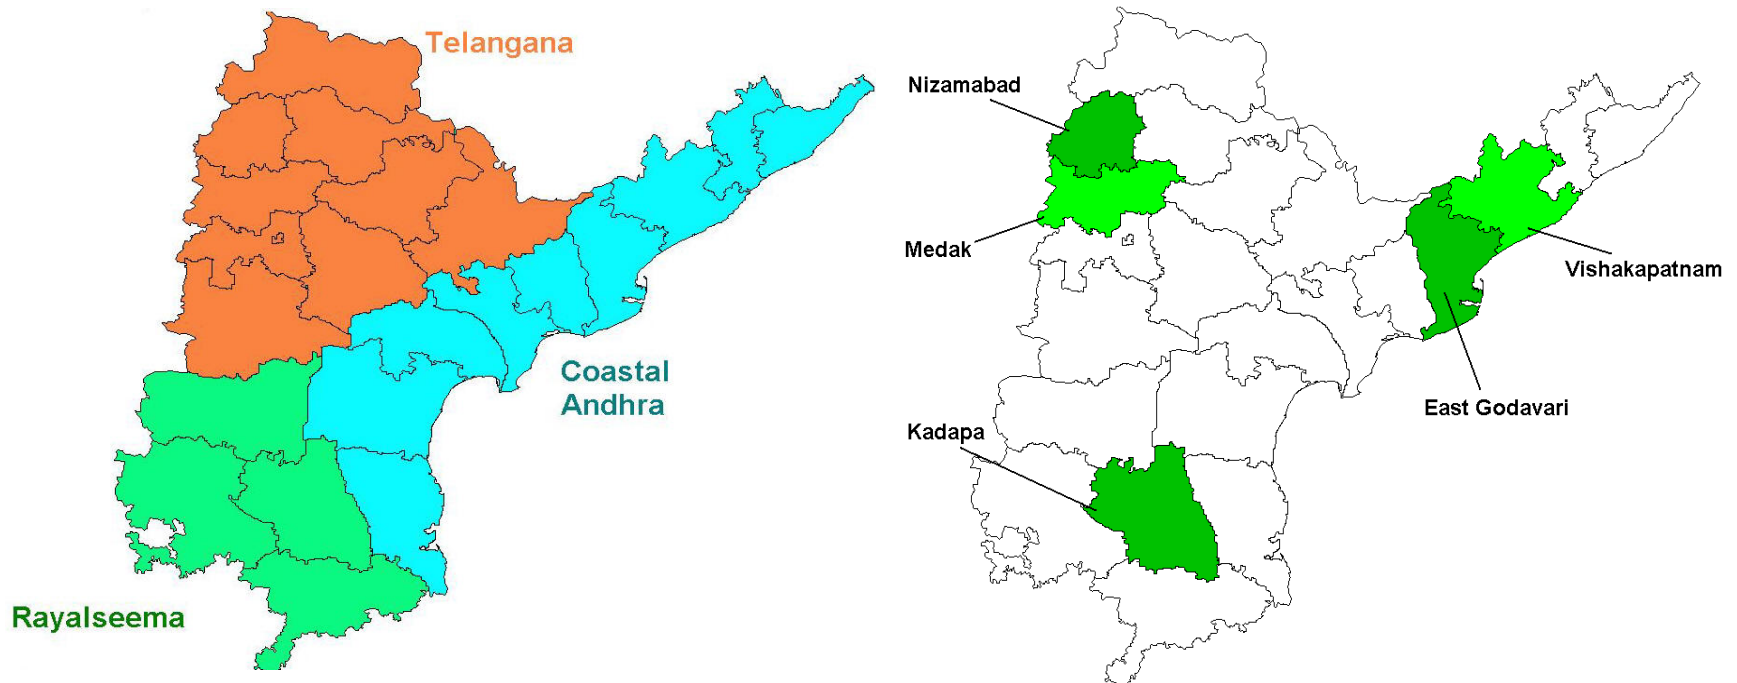 Telangana
Coastal
Andhra
Rayalseema
Nizamabad
Medak
Vishakapatnam
East Godavari
Kadapa